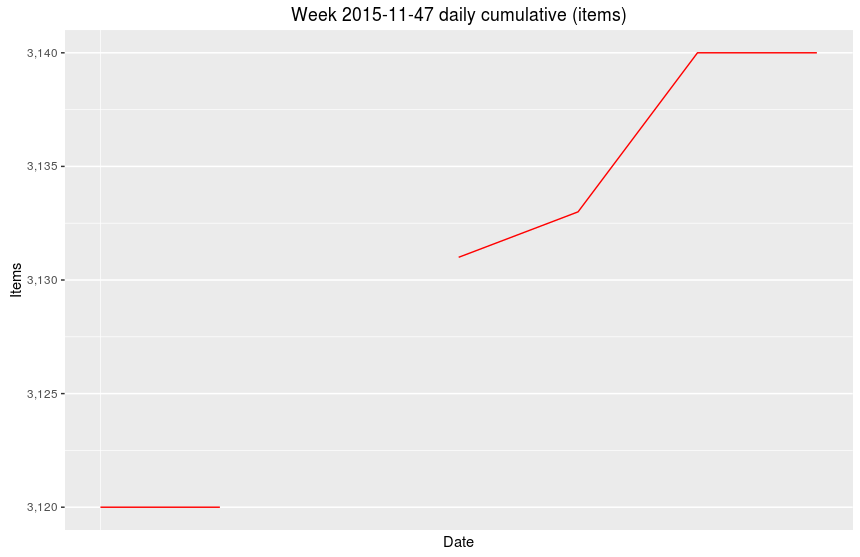 Week 2015-11-47 daily cumulative (items)
3,140
3,135
3,130
3,125
3,120
Items
Date